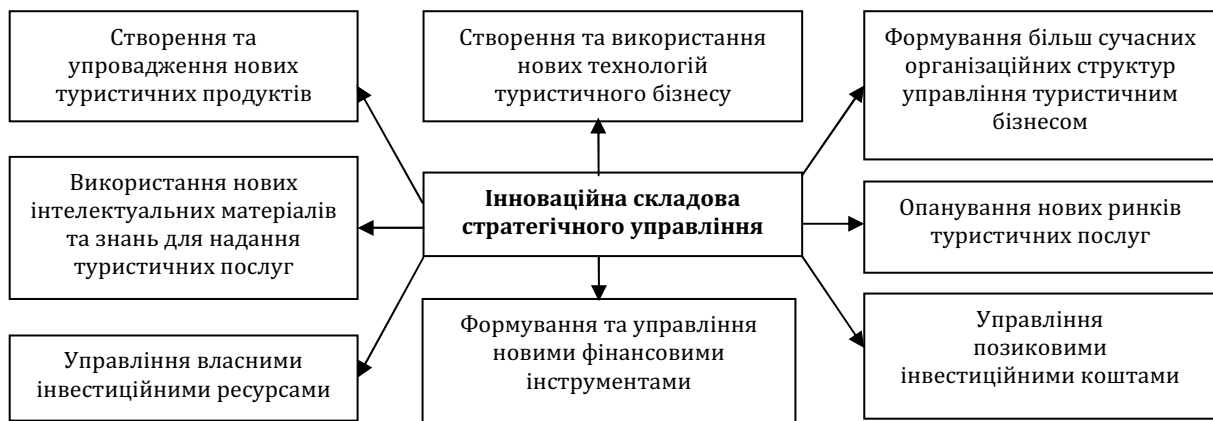 Створення та
упровадження нових
туристичних продуктів
Створення та використання
нових технологій
туристичного бізнесу
Формування більш сучасних
організаційних структур
управління туристичним
бізнесом
Використання нових
інтелектуальних матеріалів
та знань для надання
туристичних послуг
Інноваційна складова
стратегічного управління
Опанування нових ринків
туристичних послуг
Управління власними
інвестиційними ресурсами
Формування та управління
новими фінансовими
інструментами
Управління
позиковими
інвестиційними коштами